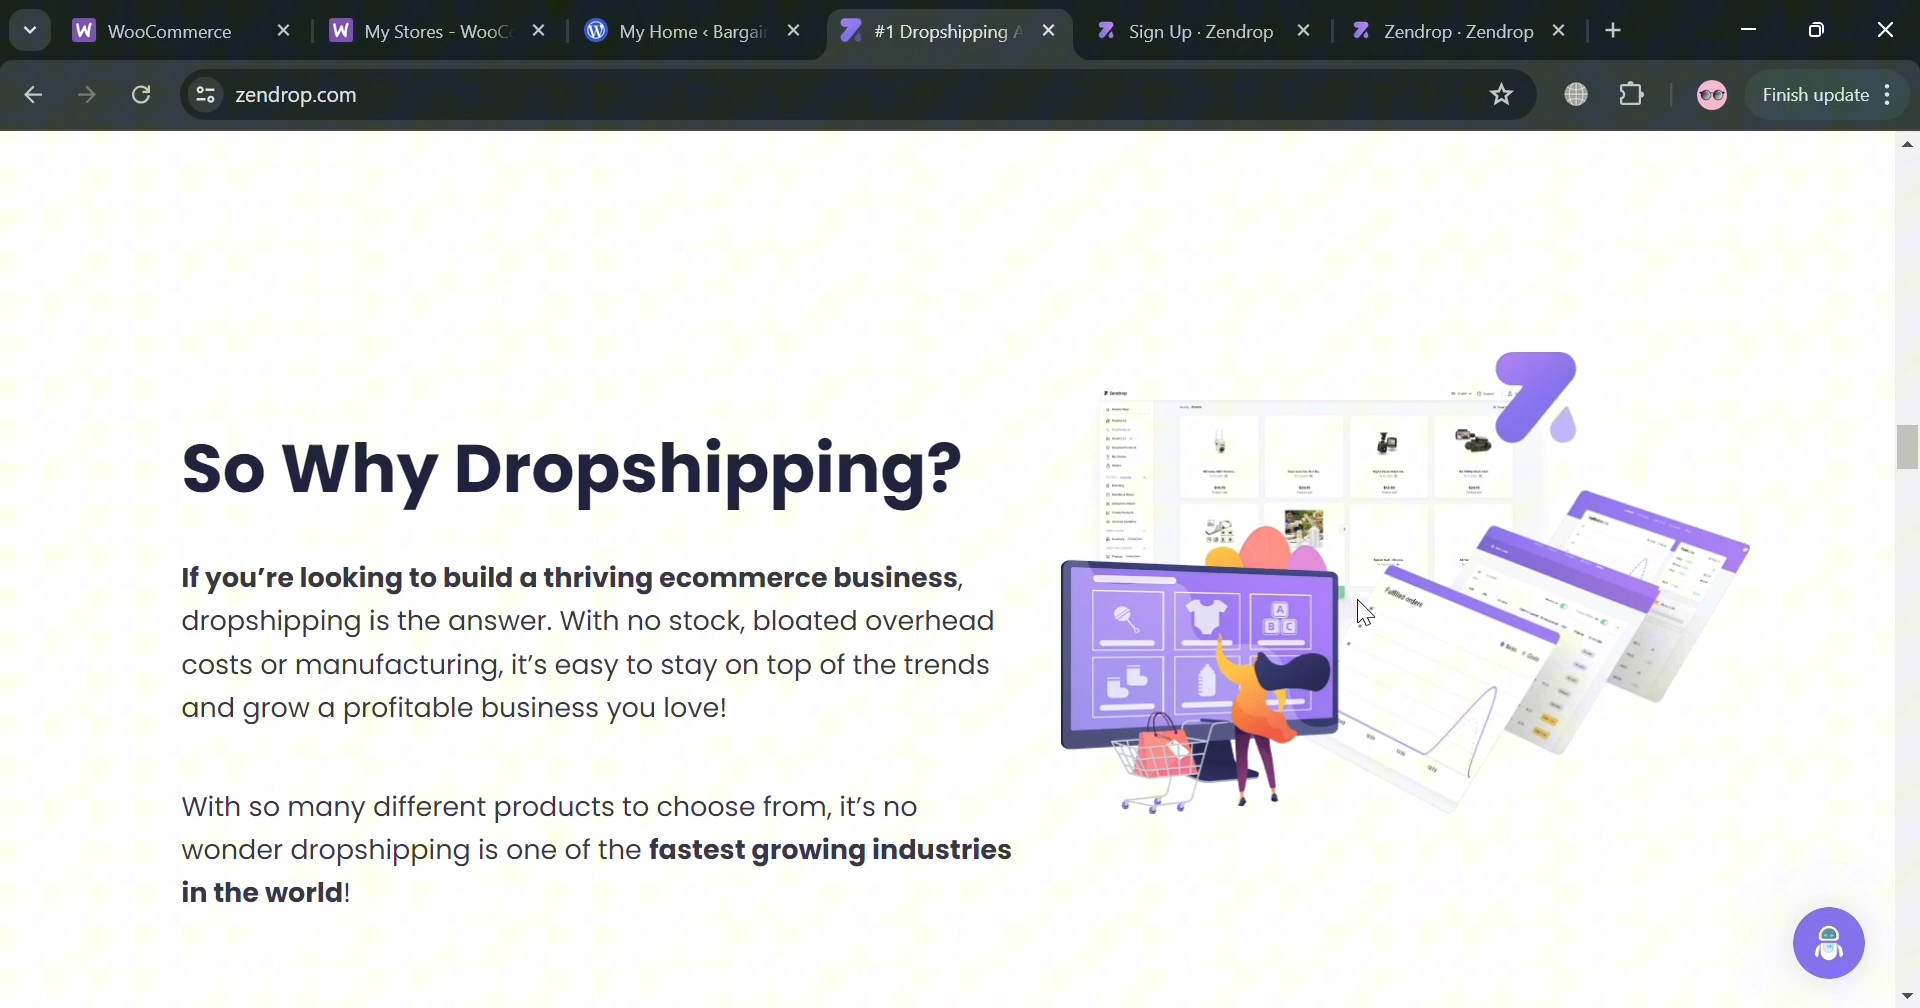 WooCommerce
My Stores - WooC
My Home ‹ Bargai
#1 Dropshipping A
Sign Up · Zendrop
Zendrop · Zendrop
zendrop.com
Finish update
So Why Dropshipping?
If you're looking to build a thriving ecommerce business,
dropshipping is the answer. With no stock, bloated overhead
costs or manufacturing, it's easy to stay on top of the trends
and grow a profitable business you love!
With so many different products to choose from, it's no
wonder dropshipping is one of the fastest growing industries
in the world!
Zendrop
Fulfilled orders
A
B C